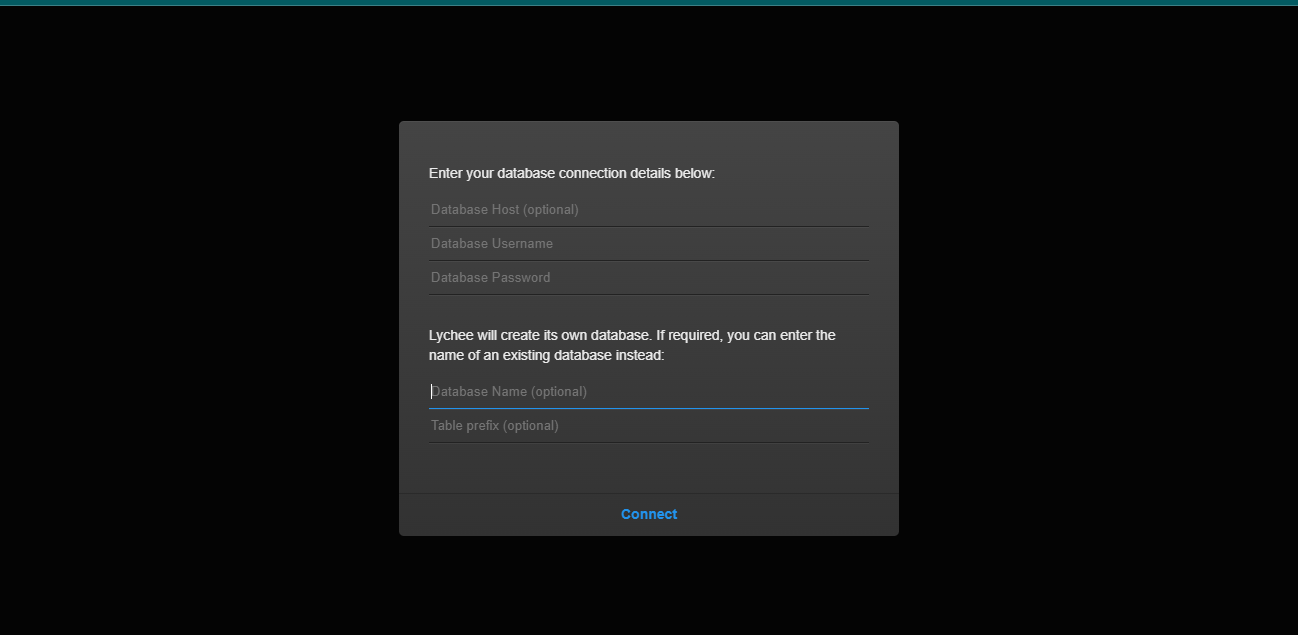 Enter your database connection details below:
Database Host (optional)
Database Username
Database Password
Lychee will create its own database. If required, you can enter the
name of an existing database instead:
Database Name (optional)
Table prefix (optional)
Connect